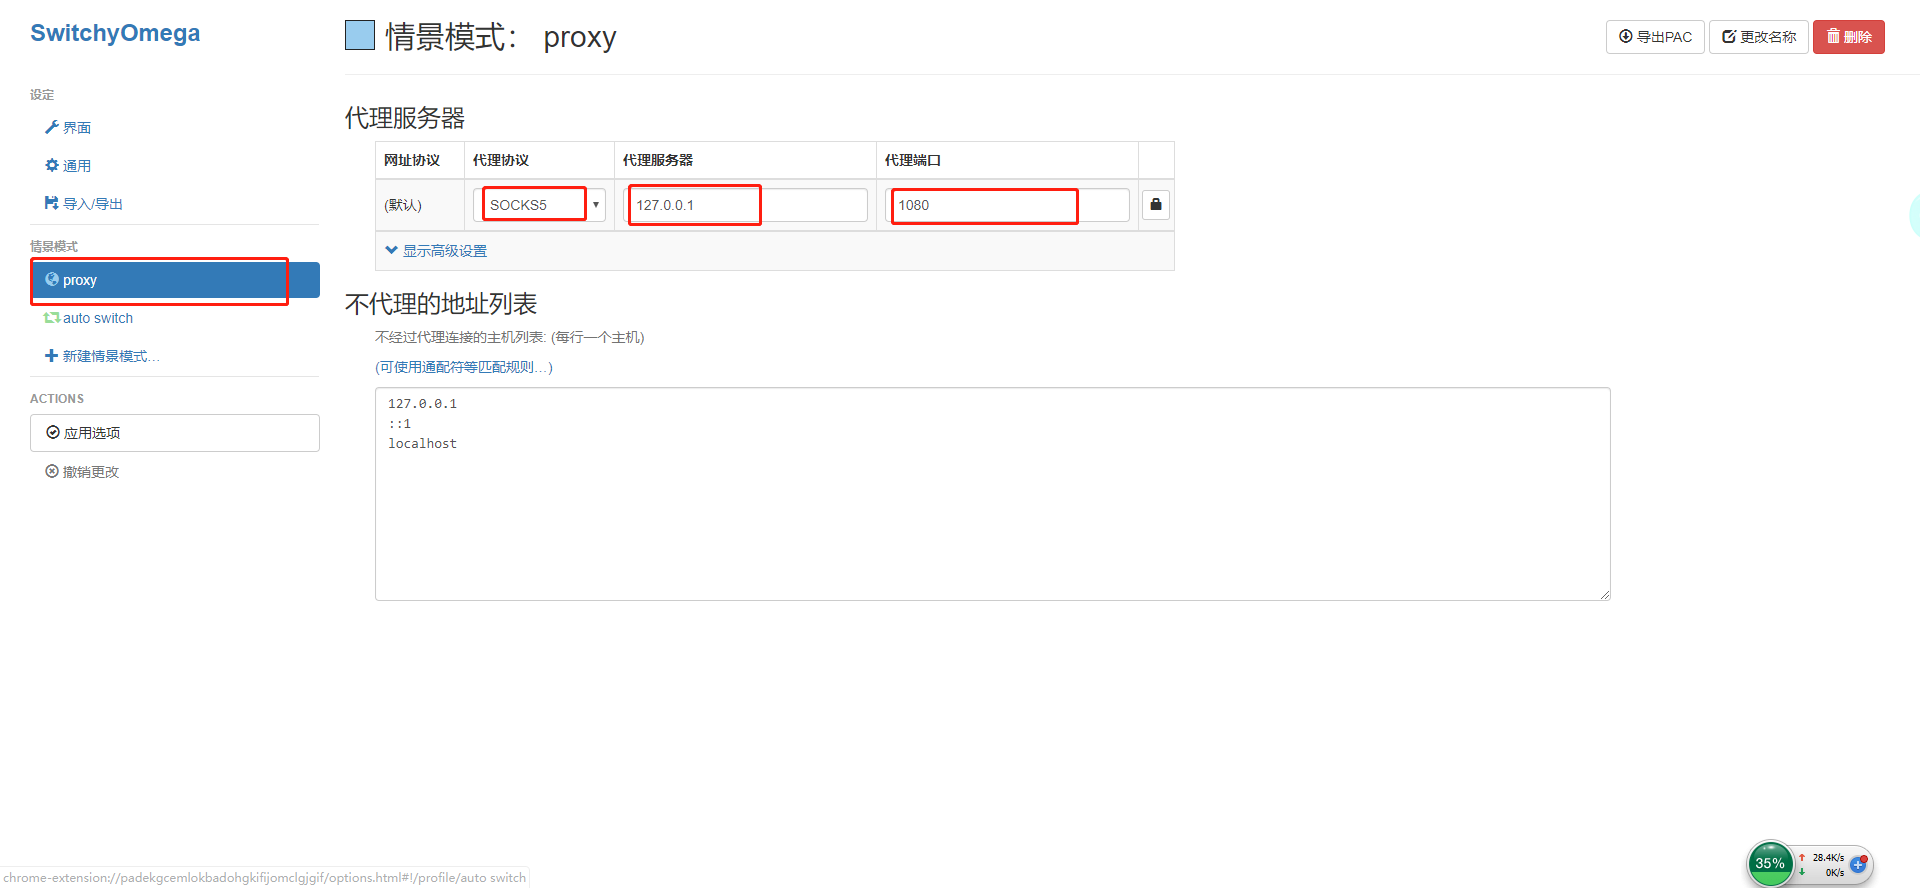 SwitchyOmega
设定
界面
通用
导入/导出
情景模式
proxy
auto switch
新建情景模式...
ACTIONS
应用选项
撤销更改
情景模式： proxy
导出PAC
更改名称
删除
代理服务器
网址协议 代理协议 代理服务器 代理端口
(默认) SOCKS5 127.0.0.1 1080
显示高级设置
不代理的地址列表
不经过代理连接的主机列表: (每行一个主机)
(可使用通配符等匹配规则...)
127.0.0.1
::1
localhost
35%
28.4K/s
0K/s
chrome-extension://padekgcemlokbadohgkifijomclgjgif/options.html#!/profile/auto switch